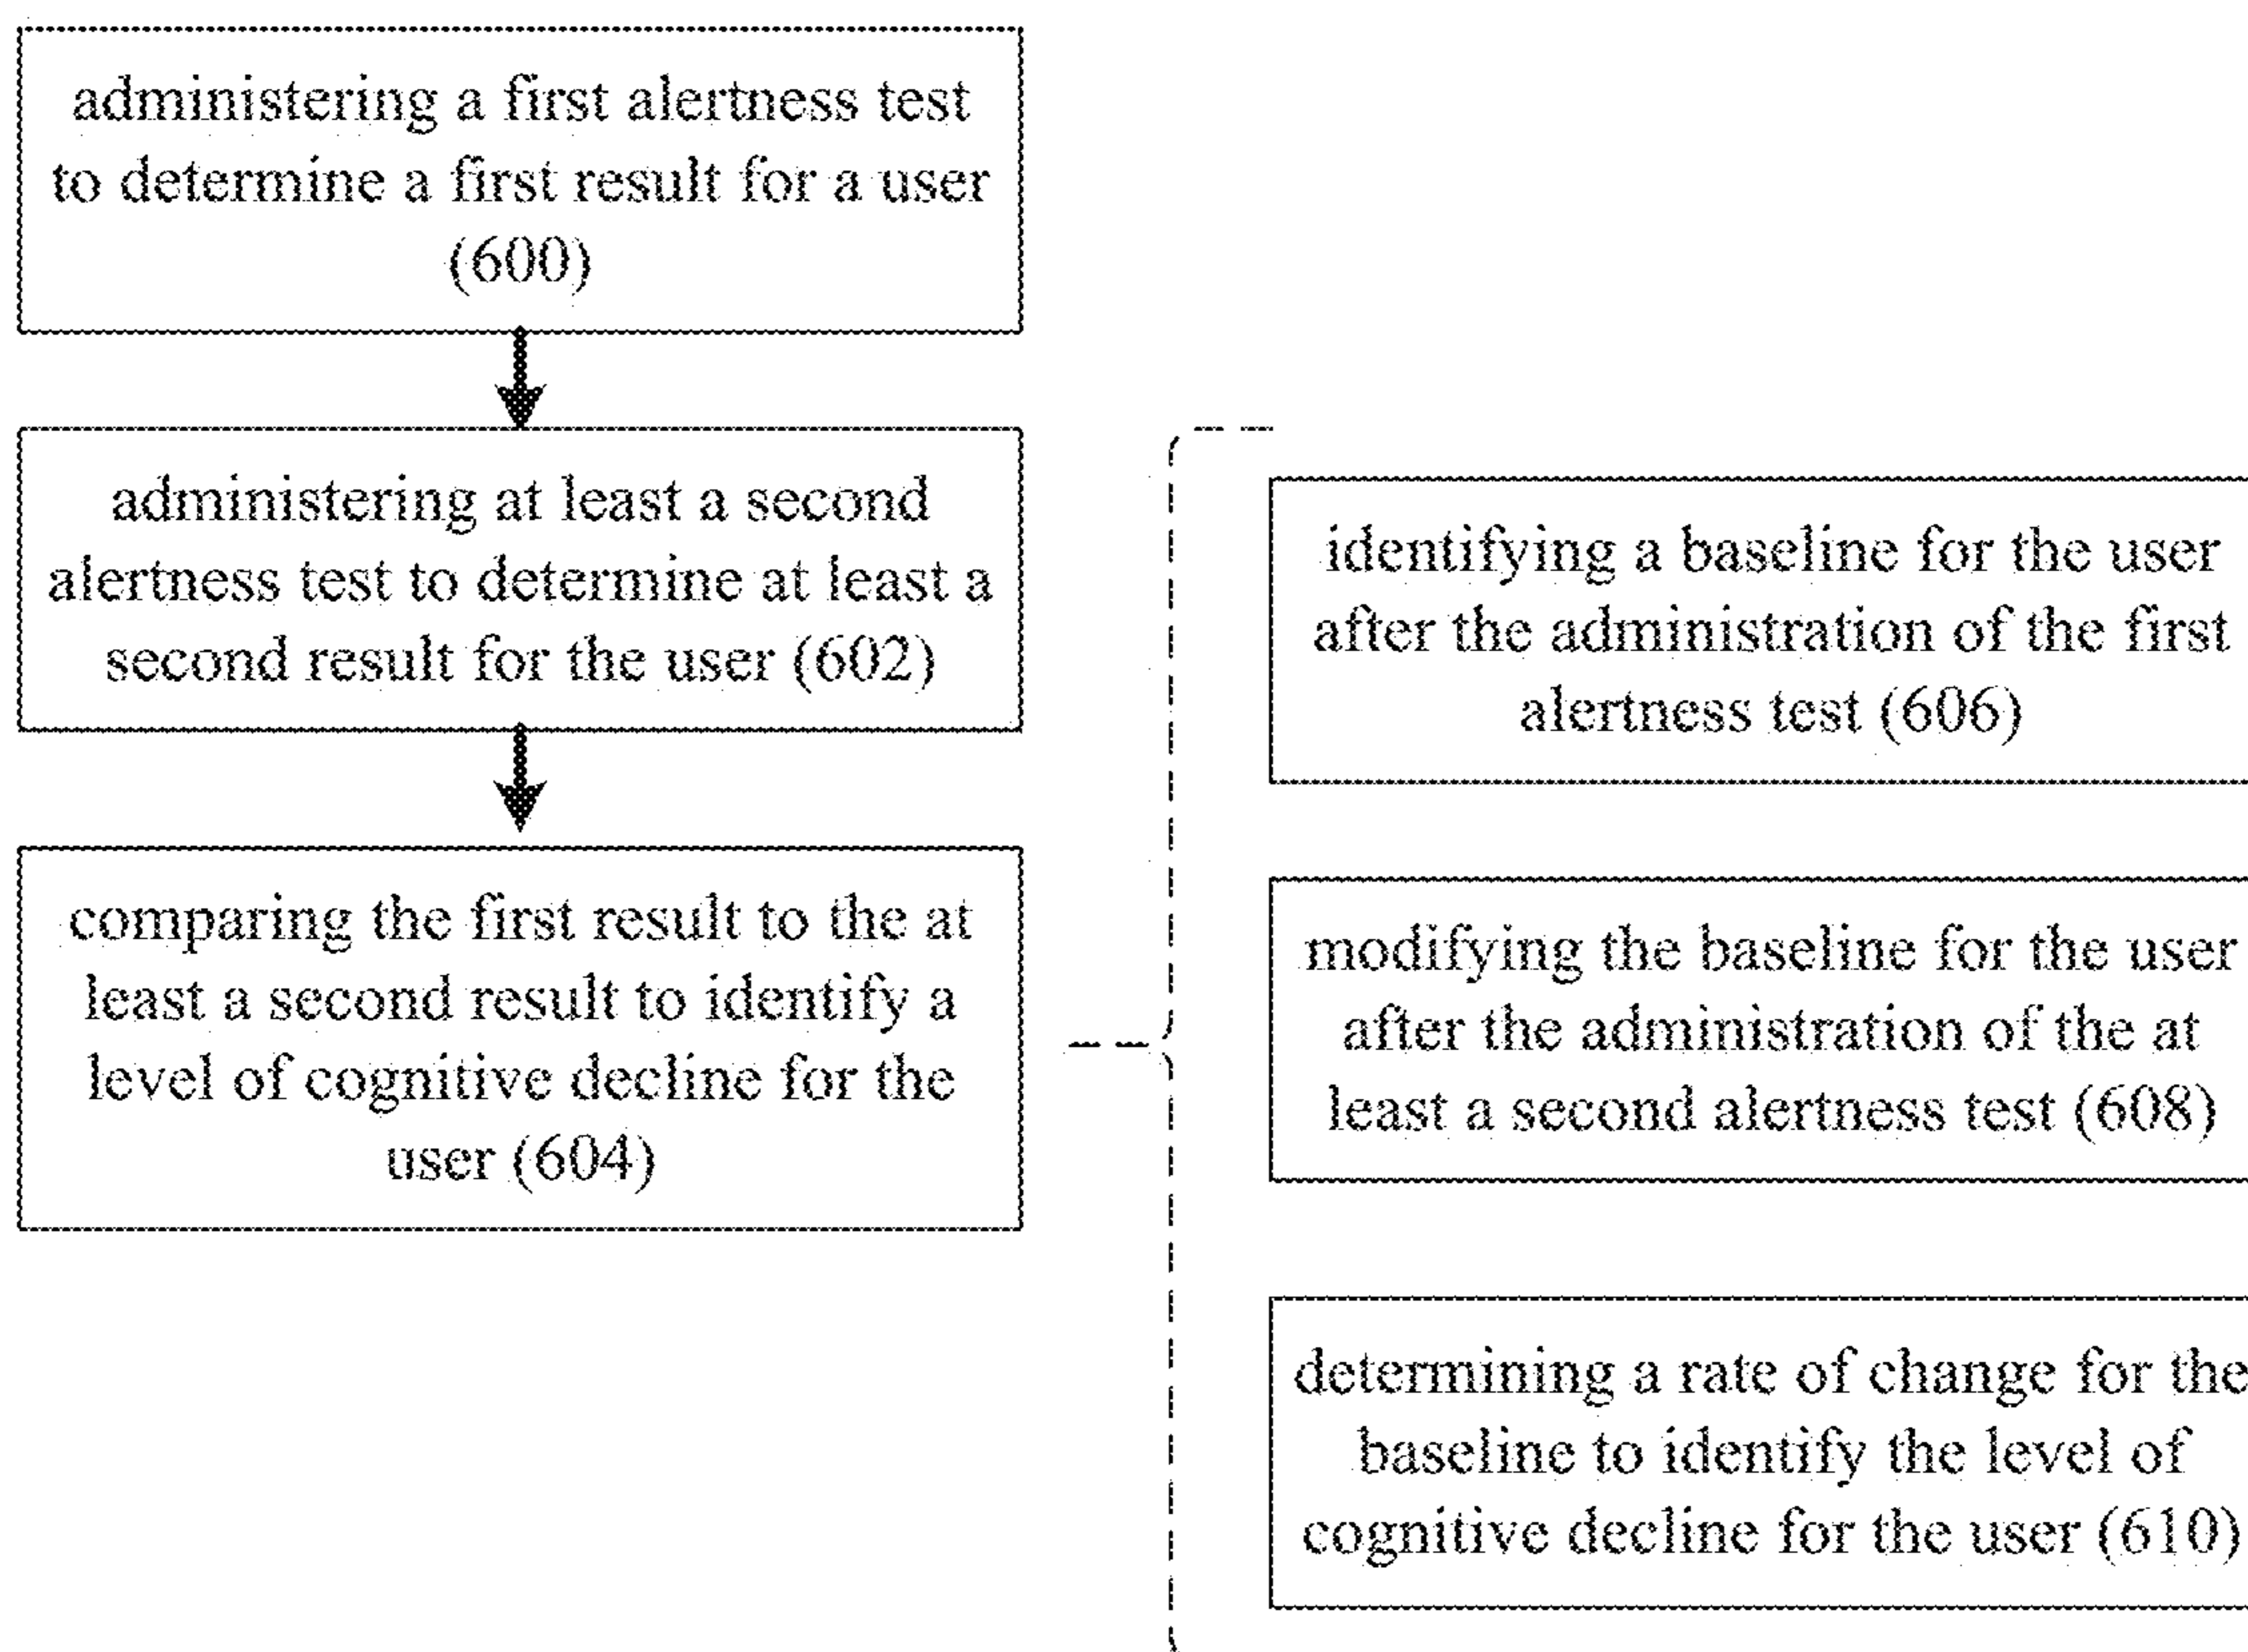 administering a first alertness test
to determine a first result for a user
(600)
administering at least a second
alertness test to determine at least a
second result for the user (602)
comparing the first result to the at
least a second result to identify a
level of cognitive decline for the
user (604)
identifying a baseline for the user
after the administration of the first
alertness test (606)
modifying the baseline for the user
after the administration of the at
least a second alertness test (608)
determining a rate of change for the
baseline to identify the level of
cognitive decline for the user (610)